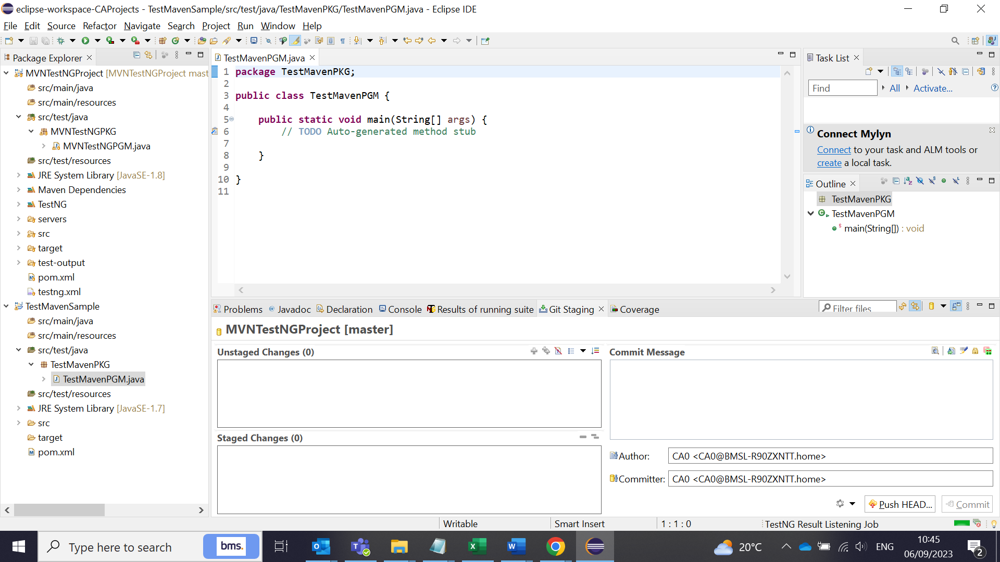 eclipse-workspace-CAProjects - TestMavenSample/src/test/java/TestMavenPKG/TestMavenPGM.java - Eclipse IDE
File Edit Source Refactor Navigate Search Project Run Window Help
Package Explorer
MVNTestNGProject [MVNTestNGProject mast
src/main/java
src/main/resources
src/test/java
MVNTestNGPKG
MVNTestNGPGM.java
src/test/resources
JRE System Library [JavaSE-1.8]
Maven Dependencies
TestNG
servers
src
target
test-output
pom.xml
testng.xml
TestMavenSample
src/main/java
src/main/resources
src/test/java
TestMavenPKG
TestMavenPGM.java
src/test/resources
JRE System Library [JavaSE-1.7]
src
target
pom.xml
TestMavenPGM.java
1 package TestMavenPKG;
2
3 public class TestMavenPGM {
4
5 public static void main(String[] args) {
6 // TODO Auto-generated method stub
7
8 }
9
10 }
11
Task List
Find All Activate...
Connect Mylyn
Connect to your task and ALM tools or
create a local task.
Outline
TestMavenPKG
TestMavenPGM
main(String[]) : void
Problems Javadoc Declaration Console Results of running suite Git Staging Coverage
Filter files
MVNTestNGProject [master]
Unstaged Changes (0)
Staged Changes (0)
Commit Message
Author: CA0 <CA0@BMSL-R90ZXNTT.home>
Committer: CA0 <CA0@BMSL-R90ZXNTT.home>
Push HEAD... Commit
Writable Smart Insert 1 : 1 : 0 TestNG Result Listening Job
Type here to search bms. 20°C ENG
10:45
06/09/2023
2